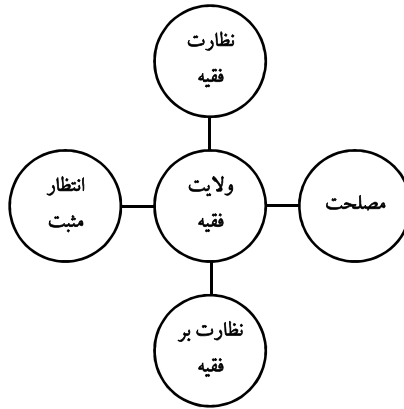 نظارت
فقیه
انتظار
مثبت
ولایت
فقیه
مصلحت
نظارت بر
فقیه